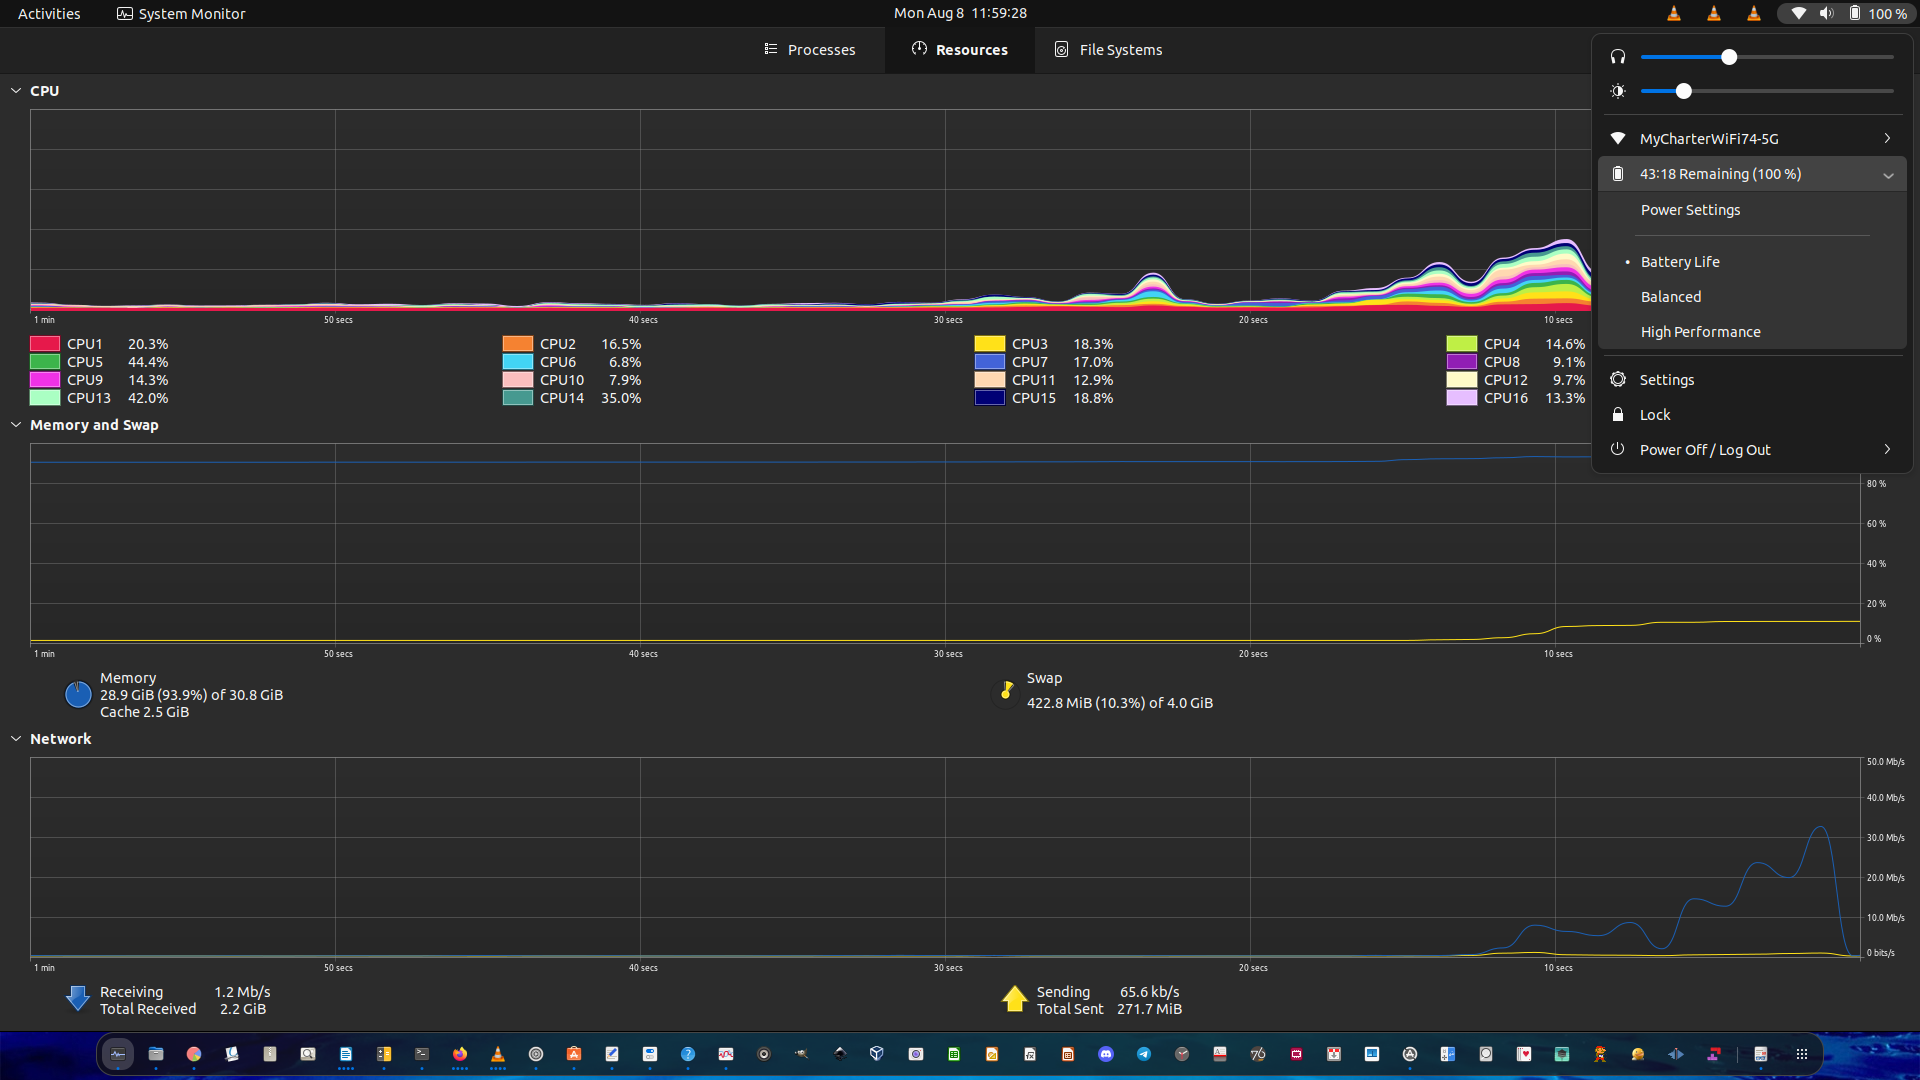 Activities
System Monitor
Mon Aug 8 11:59:28
100 %
Processes
Resources
File Systems
CPU
1 min
50 secs
40 secs
30 secs
20 secs
10 secs
CPU1 20.3%
CPU2 16.5%
CPU3 18.3%
CPU4 14.6%
CPU5 44.4%
CPU6 6.8%
CPU7 17.0%
CPU8 9.1%
CPU9 14.3%
CPU10 7.9%
CPU11 12.9%
CPU12 9.7%
CPU13 42.0%
CPU14 35.0%
CPU15 18.8%
CPU16 13.3%
MyCharterWiFi74-5G
43:18 Remaining (100 %)
Power Settings
Battery Life
Balanced
High Performance
Settings
Lock
Power Off / Log Out
Memory and Swap
80 %
60 %
40 %
20 %
0 %
1 min
50 secs
40 secs
30 secs
20 secs
10 secs
Memory
28.9 GiB (93.9%) of 30.8 GiB
Cache 2.5 GiB
Swap
422.8 MiB (10.3%) of 4.0 GiB
Network
50.0 Mb/s
40.0 Mb/s
30.0 Mb/s
20.0 Mb/s
10.0 Mb/s
0 bits/s
1 min
50 secs
40 secs
30 secs
20 secs
10 secs
Receiving 1.2 Mb/s
Total Received 2.2 GiB
Sending 65.6 kb/s
Total Sent 271.7 MiB
76